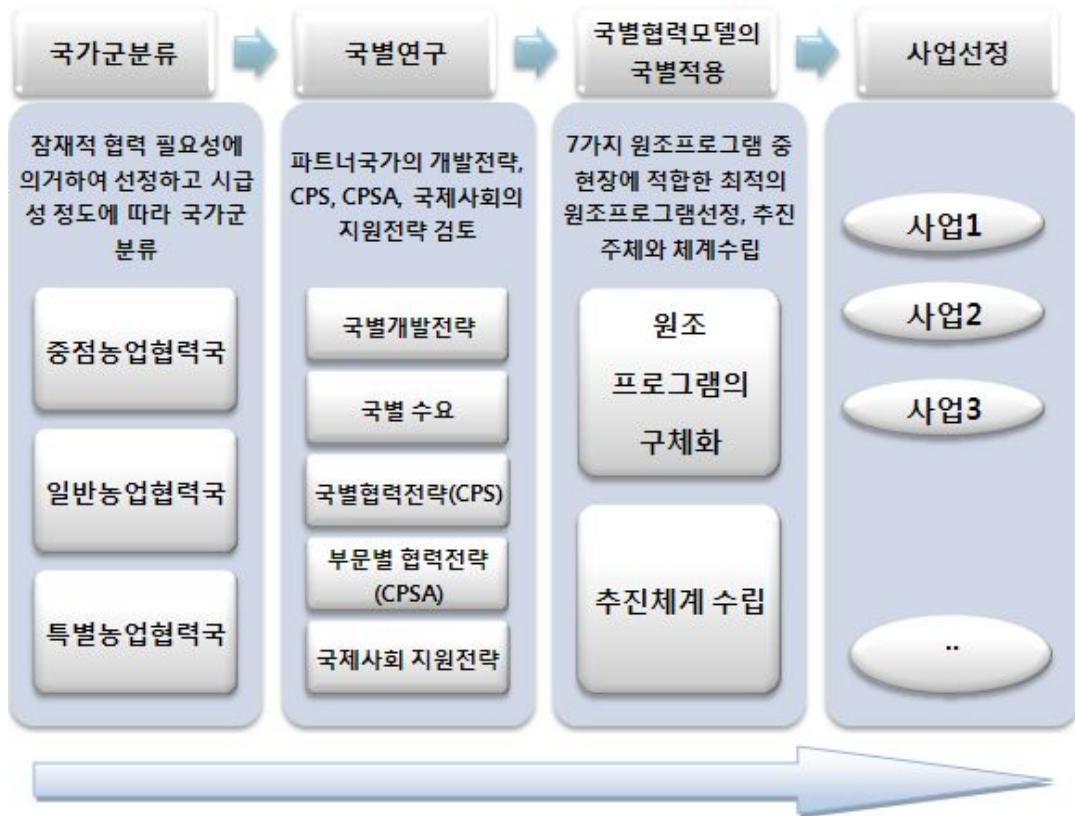 국가군분류
잠재적 협력 필요성에
의거하여 선정하고 시급
성 정도에 따라 국가군
분류
중점농업협력국
일반농업협력국
특별농업협력국
국별연구
파트너국가의 개발전략,
CPS, CPSA, 국제사회의
지원전략 검토
국별개발전략
국별 수요
국별협력전략(CPS)
부문별 협력전략
(CPSA)
국제사회 지원전략
국별협력모델의
국별적용
7가지 원조프로그램 중
현장에 적합한 최적의
원조프로그램선정, 추진
주체와 체계수립
원조
프로그램의
구체화
추진체계 수립
사업선정
사업1
사업2
사업3
..